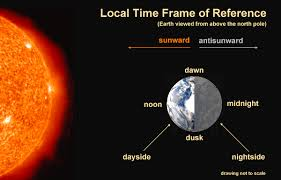 Local Time Frame of Reference
(Earth viewed from above the north pole)
sunward antisunward
dawn
noon midnight
dusk
dayside nightside
drawing not to scale